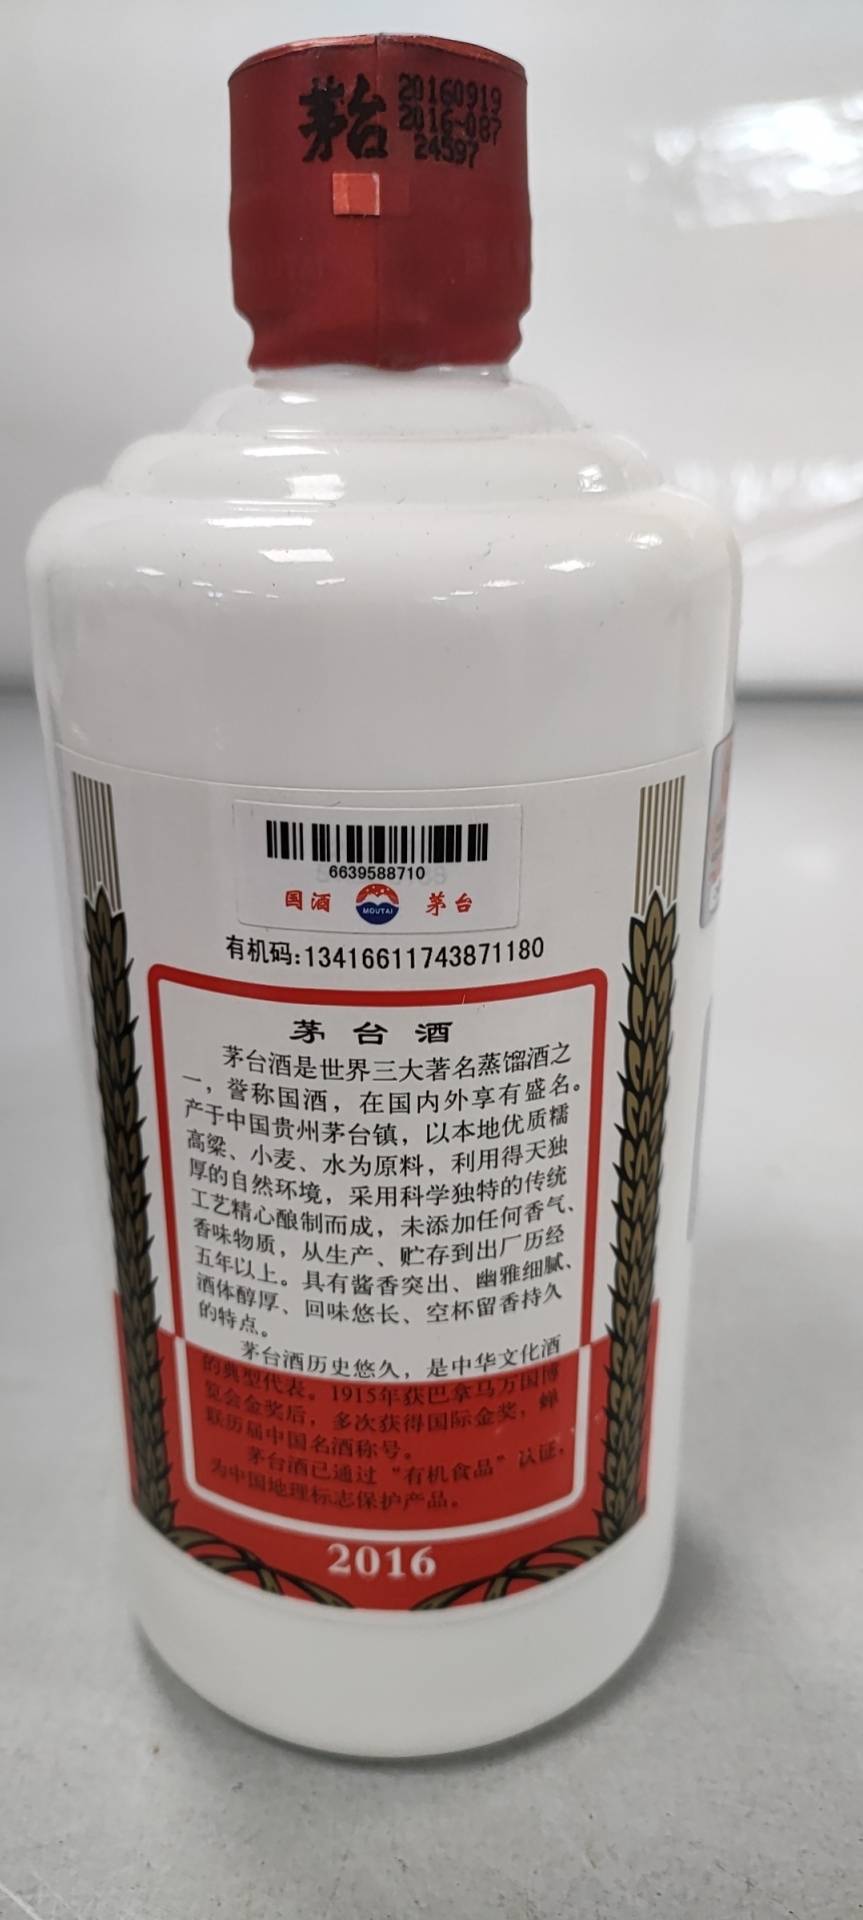 茅台 20160919
2016-087
24597
6639588710
国酒 MOUTAI 茅台
有机码:13416611743871180
茅台酒
茅台酒是世界三大著名蒸馏酒之
一，誉称国酒，在国内外享有盛名。
产于中国贵州茅台镇，以本地优质糯
高粱、小麦、水为原料，利用得天独
厚的自然环境，采用科学独特的传统
工艺精心酿制而成，未添加任何香气、
香味物质，从生产、贮存到出厂历经
五年以上。具有酱香突出、幽雅细腻、
酒体醇厚、回味悠长、空杯留香持久
的特点。
茅台酒历史悠久，是中华文化酒
的典型代表。1915年获巴拿马万国博
览会金奖后，多次获得国际金奖，蝉
联历届中国名酒称号。
茅台酒已通过“有机食品”认证，
为中国地理标志保护产品。
2016